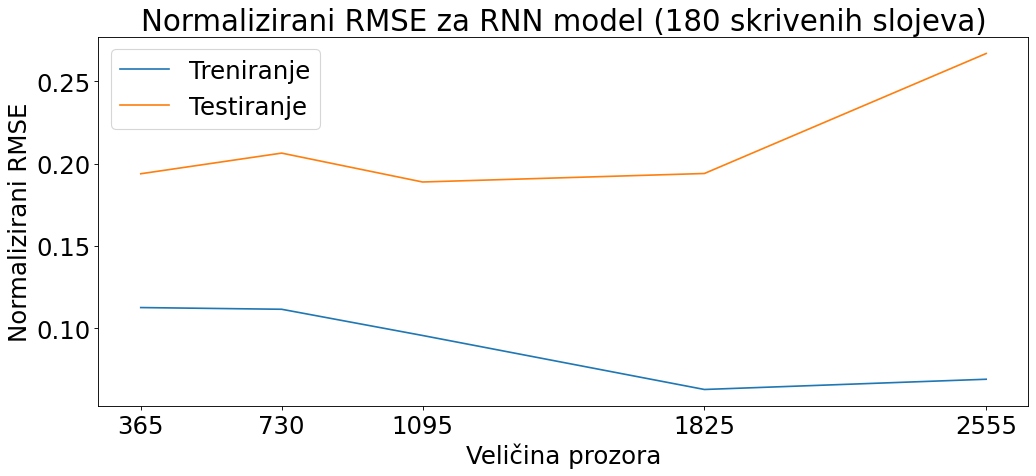 Normalizirani RMSE za RNN model (180 skrivenih slojeva)
Treniranje
Testiranje
Normalizirani RMSE
0.25
0.20
0.15
0.10
365 730 1095 1825 2555
Veličina prozora